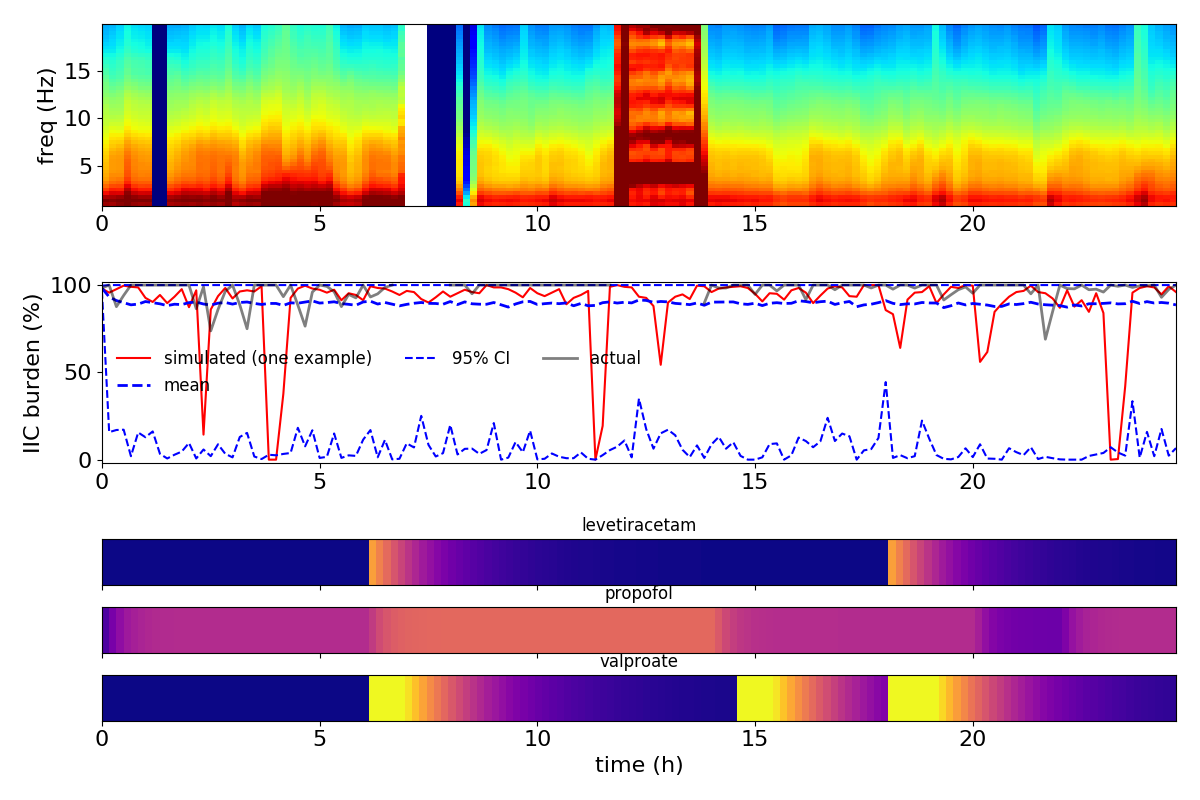 freq (Hz)
15
10
5
0 5 10 15 20
IIC burden (%)
100
50
0
simulated (one example) 95% CI actual
mean
0 5 10 15 20
levetiracetam
propofol
valproate
0 5 10 15 20
time (h)